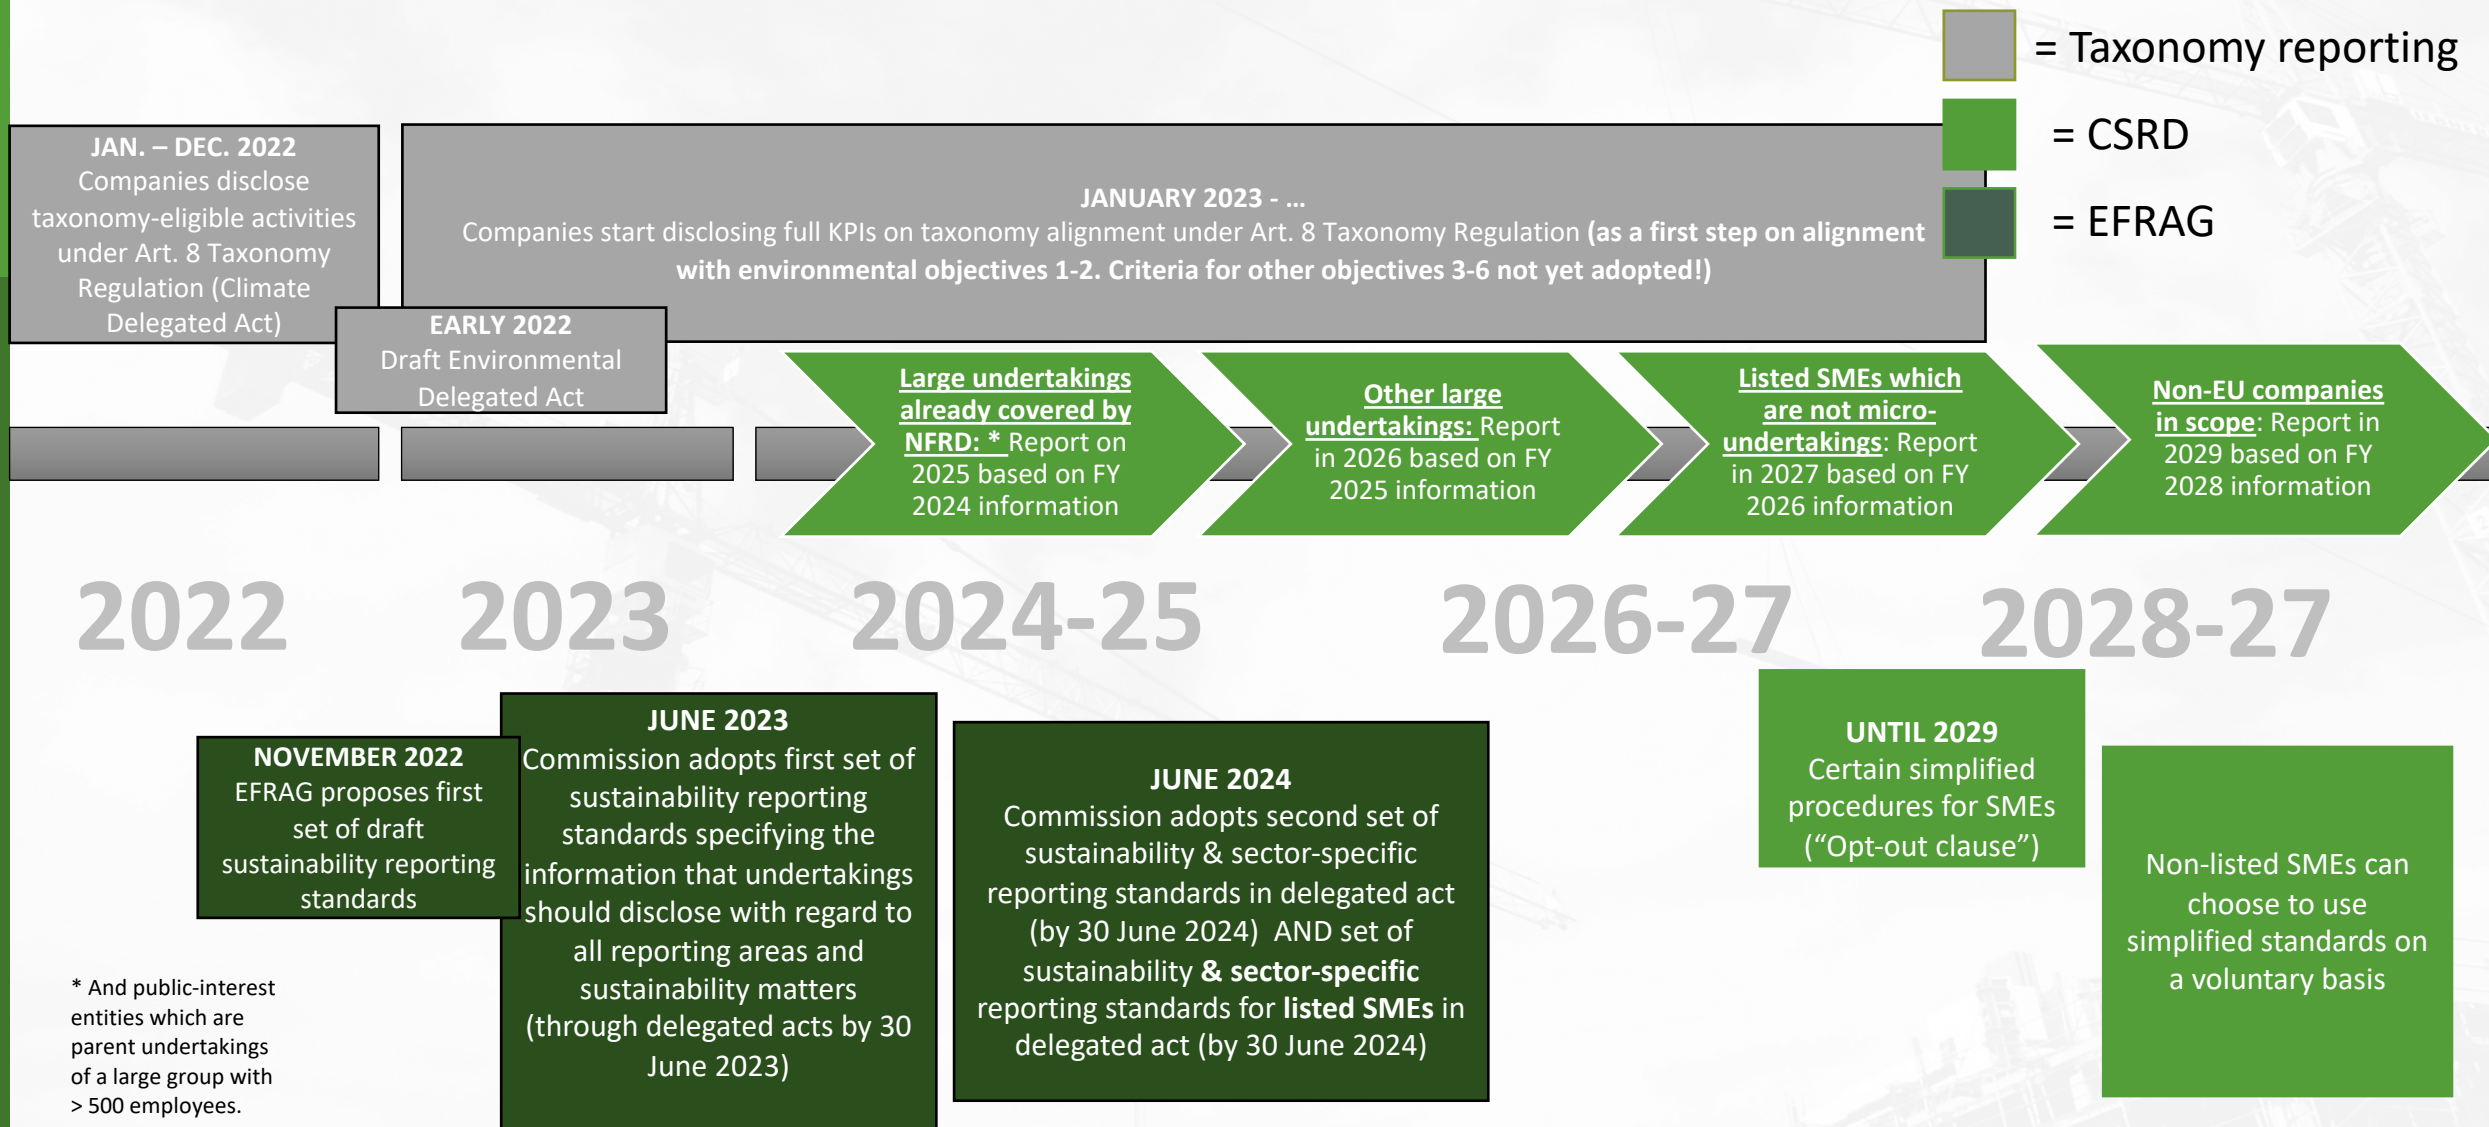 = Taxonomy reporting
= CSRD
= EFRAG
JAN. – DEC. 2022
Companies disclose
taxonomy-eligible activities
under Art. 8 Taxonomy
Regulation (Climate
Delegated Act)
JANUARY 2023 - ...
Companies start disclosing full KPIs on taxonomy alignment under Art. 8 Taxonomy Regulation (as a first step on alignment
with environmental objectives 1-2. Criteria for other objectives 3-6 not yet adopted!)
EARLY 2022
Draft Environmental
Delegated Act
Large undertakings
already covered by
NFRD: * Report on
2025 based on FY
2024 information
Other large
undertakings: Report
in 2026 based on FY
2025 information
Listed SMEs which
are not micro-
undertakings: Report
in 2027 based on FY
2026 information
Non-EU companies
in scope: Report in
2029 based on FY
2028 information
2022
2023
2024-25
2026-27
2028-27
NOVEMBER 2022
EFRAG proposes first
set of draft
sustainability reporting
standards
JUNE 2023
Commission adopts first set of
sustainability reporting
standards specifying the
information that undertakings
should disclose with regard to
all reporting areas and
sustainability matters
(through delegated acts by 30
June 2023)
JUNE 2024
Commission adopts second set of
sustainability & sector-specific
reporting standards in delegated act
(by 30 June 2024) AND set of
sustainability & sector-specific
reporting standards for listed SMEs in
delegated act (by 30 June 2024)
UNTIL 2029
Certain simplified
procedures for SMEs
(“Opt-out clause”)
Non-listed SMEs can
choose to use
simplified standards on
a voluntary basis
* And public-interest
entities which are
parent undertakings
of a large group with
> 500 employees.